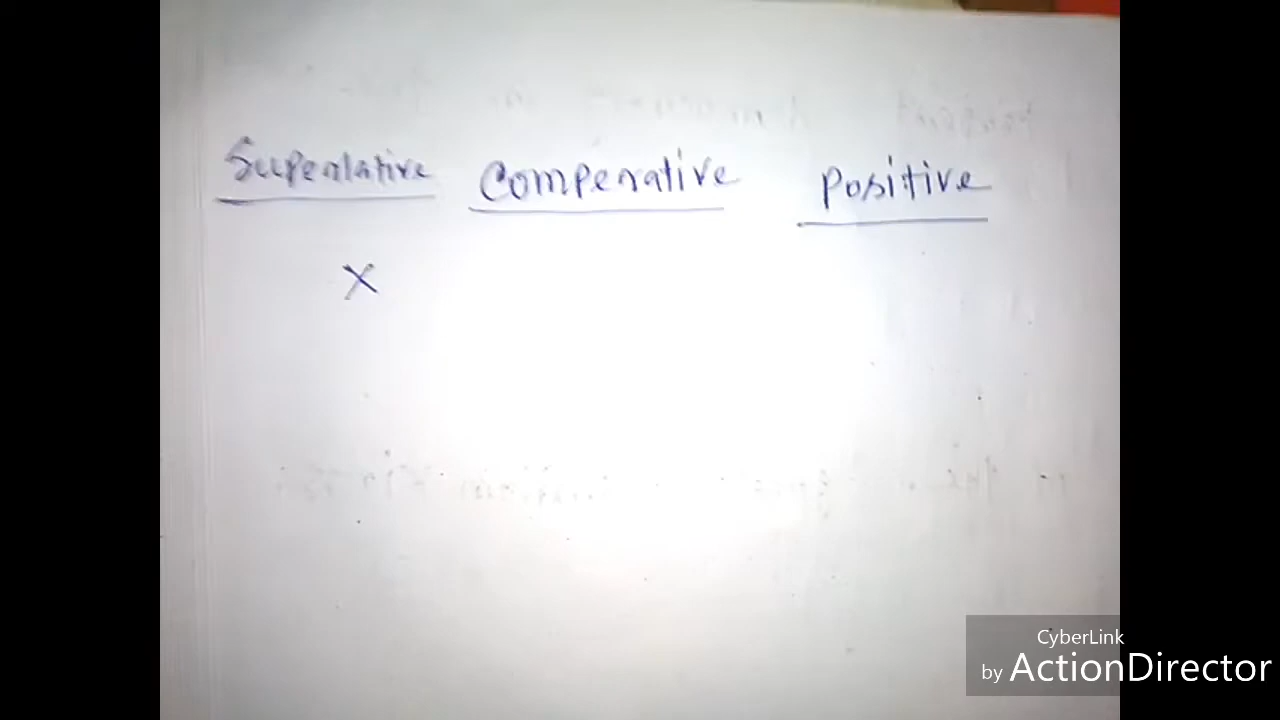 Superlative Comperative Positive
X
CyberLink
by ActionDirector